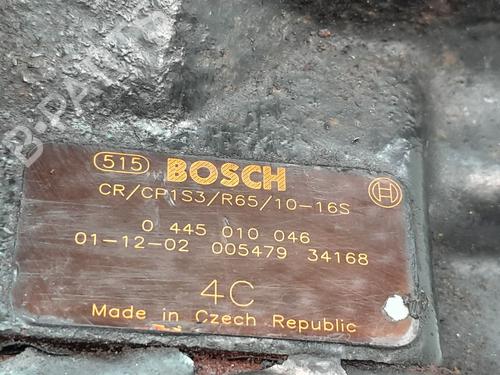 B-PARTS
515 BOSCH
CR/CP1S3/R65/10-16S
0 445 010 046
01-12-02 005479 34168
4C
Made in Czech Republic